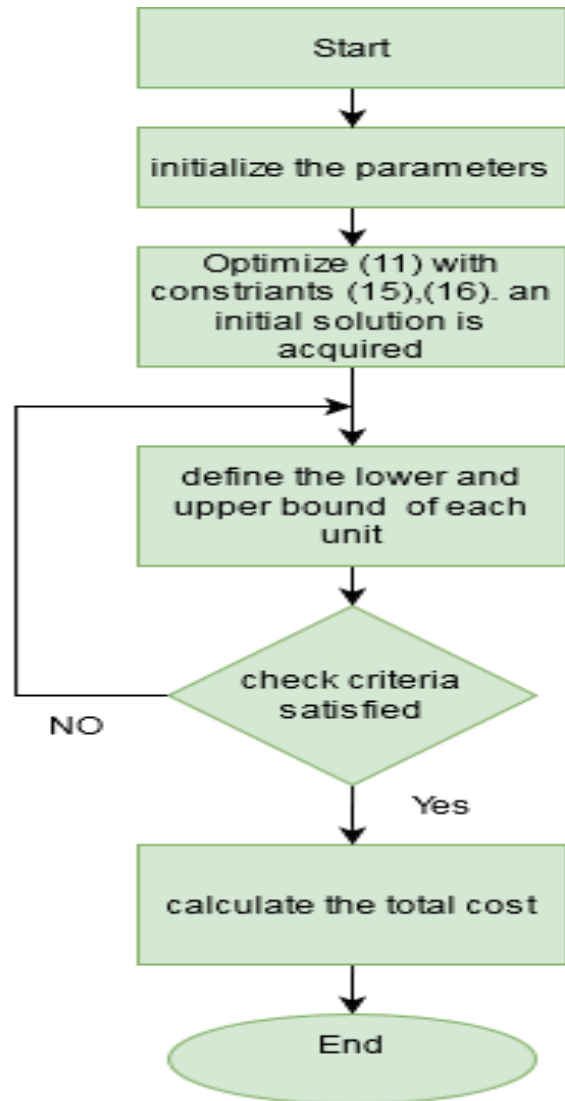 Start
initialize the parameters
Optimize (11) with
constriants (15),(16). an
initial solution is
acquired
define the lower and
upper bound of each
unit
check criteria
satisfied
NO
Yes
calculate the total cost
End